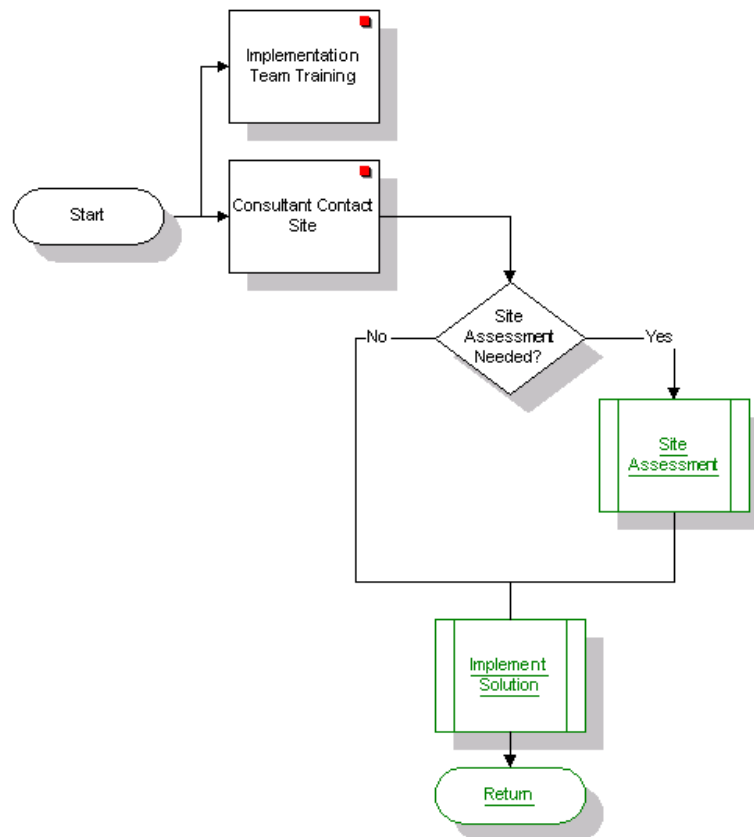 Implementation
Team Training
Start
Consultant Contact
Site
Site
Assessment
Needed?
No
Yes
Site
Assessment
Implement
Solution
Return